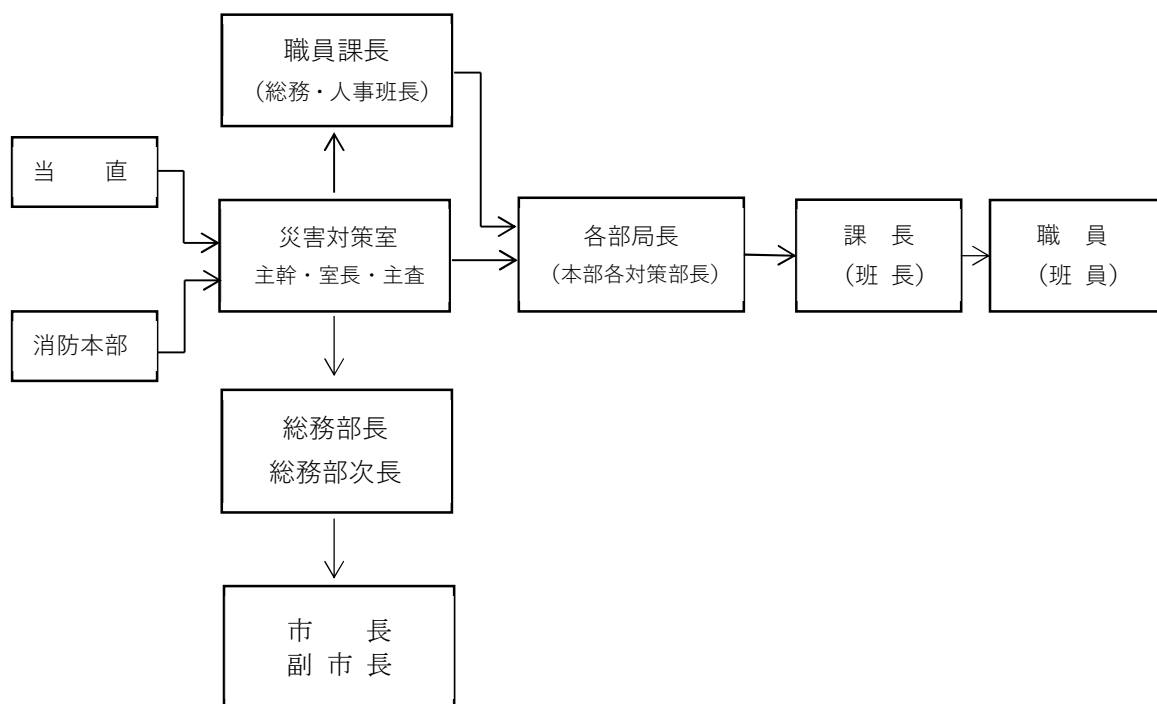 職員課長
（総務・人事班長）
当　　直
災害対策室
主幹・室長・主査
各部局長
（本部各対策部長）
課　長
（班 長）
職　員
（班 員）
消防本部
総務部長
総務部次長
市　　長
副 市 長